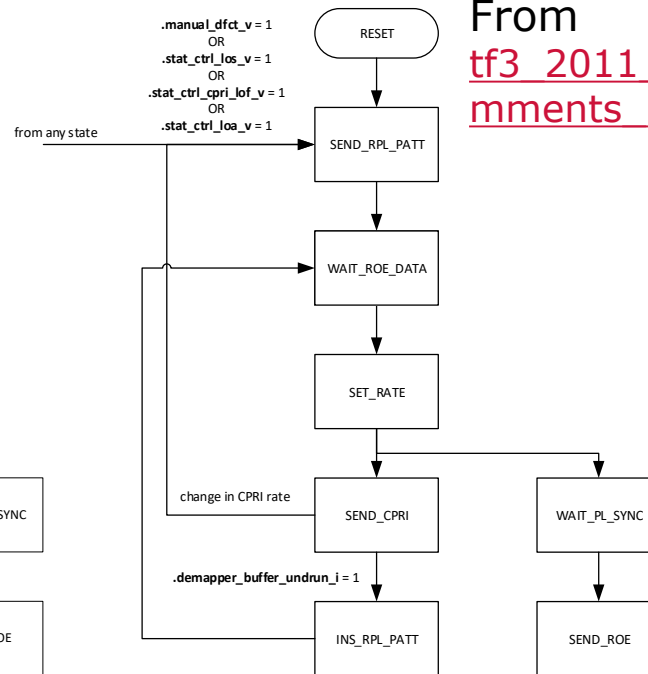 .manual_dfct_v = 1
OR
.stat_ctrl_los_v = 1
OR
.stat_ctrl_cpri_lof_v = 1
OR
.stat_ctrl_loa_v = 1
from any state
RESET
From
tf3_2011_
mments_
SEND_RPL_PATT
WAIT_ROE_DATA
SET_RATE
change in CPRI rate
SEND_CPRI
WAIT_PL_SYNC
SYNC
.demapper_buffer_undrun_i = 1
INS_RPL_PATT
SEND_ROE
OE